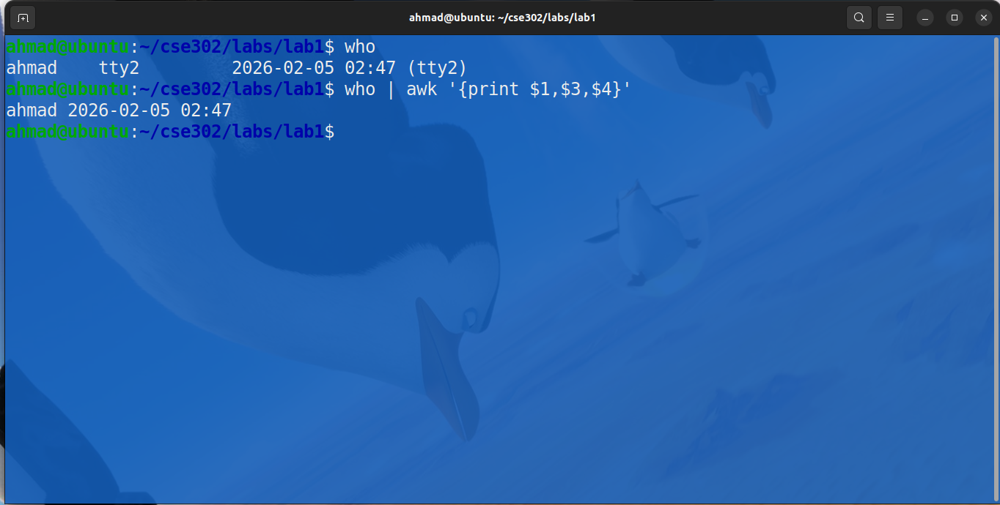 ahmad@ubuntu: ~/cse302/labs/lab1
ahmad@ubuntu:~/cse302/labs/lab1$ who
ahmad    tty2         2026-02-05 02:47 (tty2)
ahmad@ubuntu:~/cse302/labs/lab1$ who | awk '{print $1,$3,$4}'
ahmad 2026-02-05 02:47
ahmad@ubuntu:~/cse302/labs/lab1$